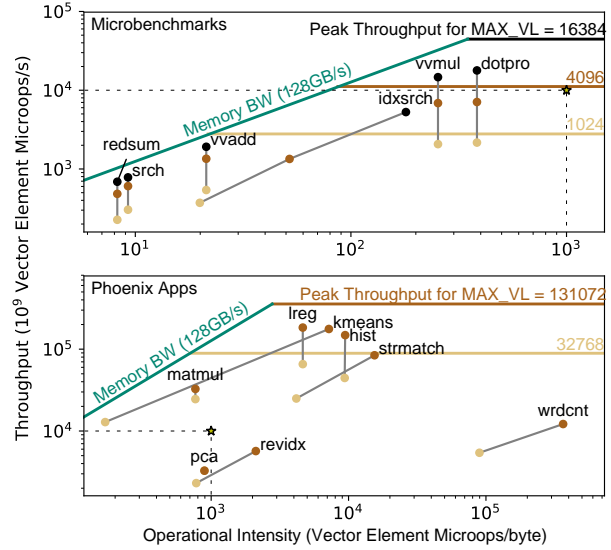 Microbenchmarks
Peak Throughput for MAX_VL = 16384
vvmul
dotpro
4096
Memory BW (128GB/s)
idxsrch
1024
redsum
vvadd
srch
10^5
10^4
10^3
10^1
10^2
10^3
Throughput (10^9 Vector Element Microops/s)
Phoenix Apps
Peak Throughput for MAX_VL = 131072
lreg
kmeans
hist
32768
Memory BW (128GB/s)
strmatch
matmul
wrdcnt
revidx
pca
10^5
10^4
10^3
10^4
10^5
Operational Intensity (Vector Element Microops/byte)